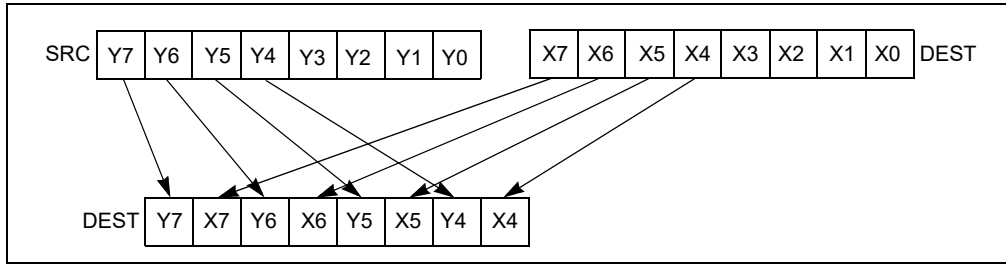 SRC Y7 Y6 Y5 Y4 Y3 Y2 Y1 Y0 X7 X6 X5 X4 X3 X2 X1 X0 DEST
DEST Y7 X7 Y6 X6 Y5 X5 Y4 X4